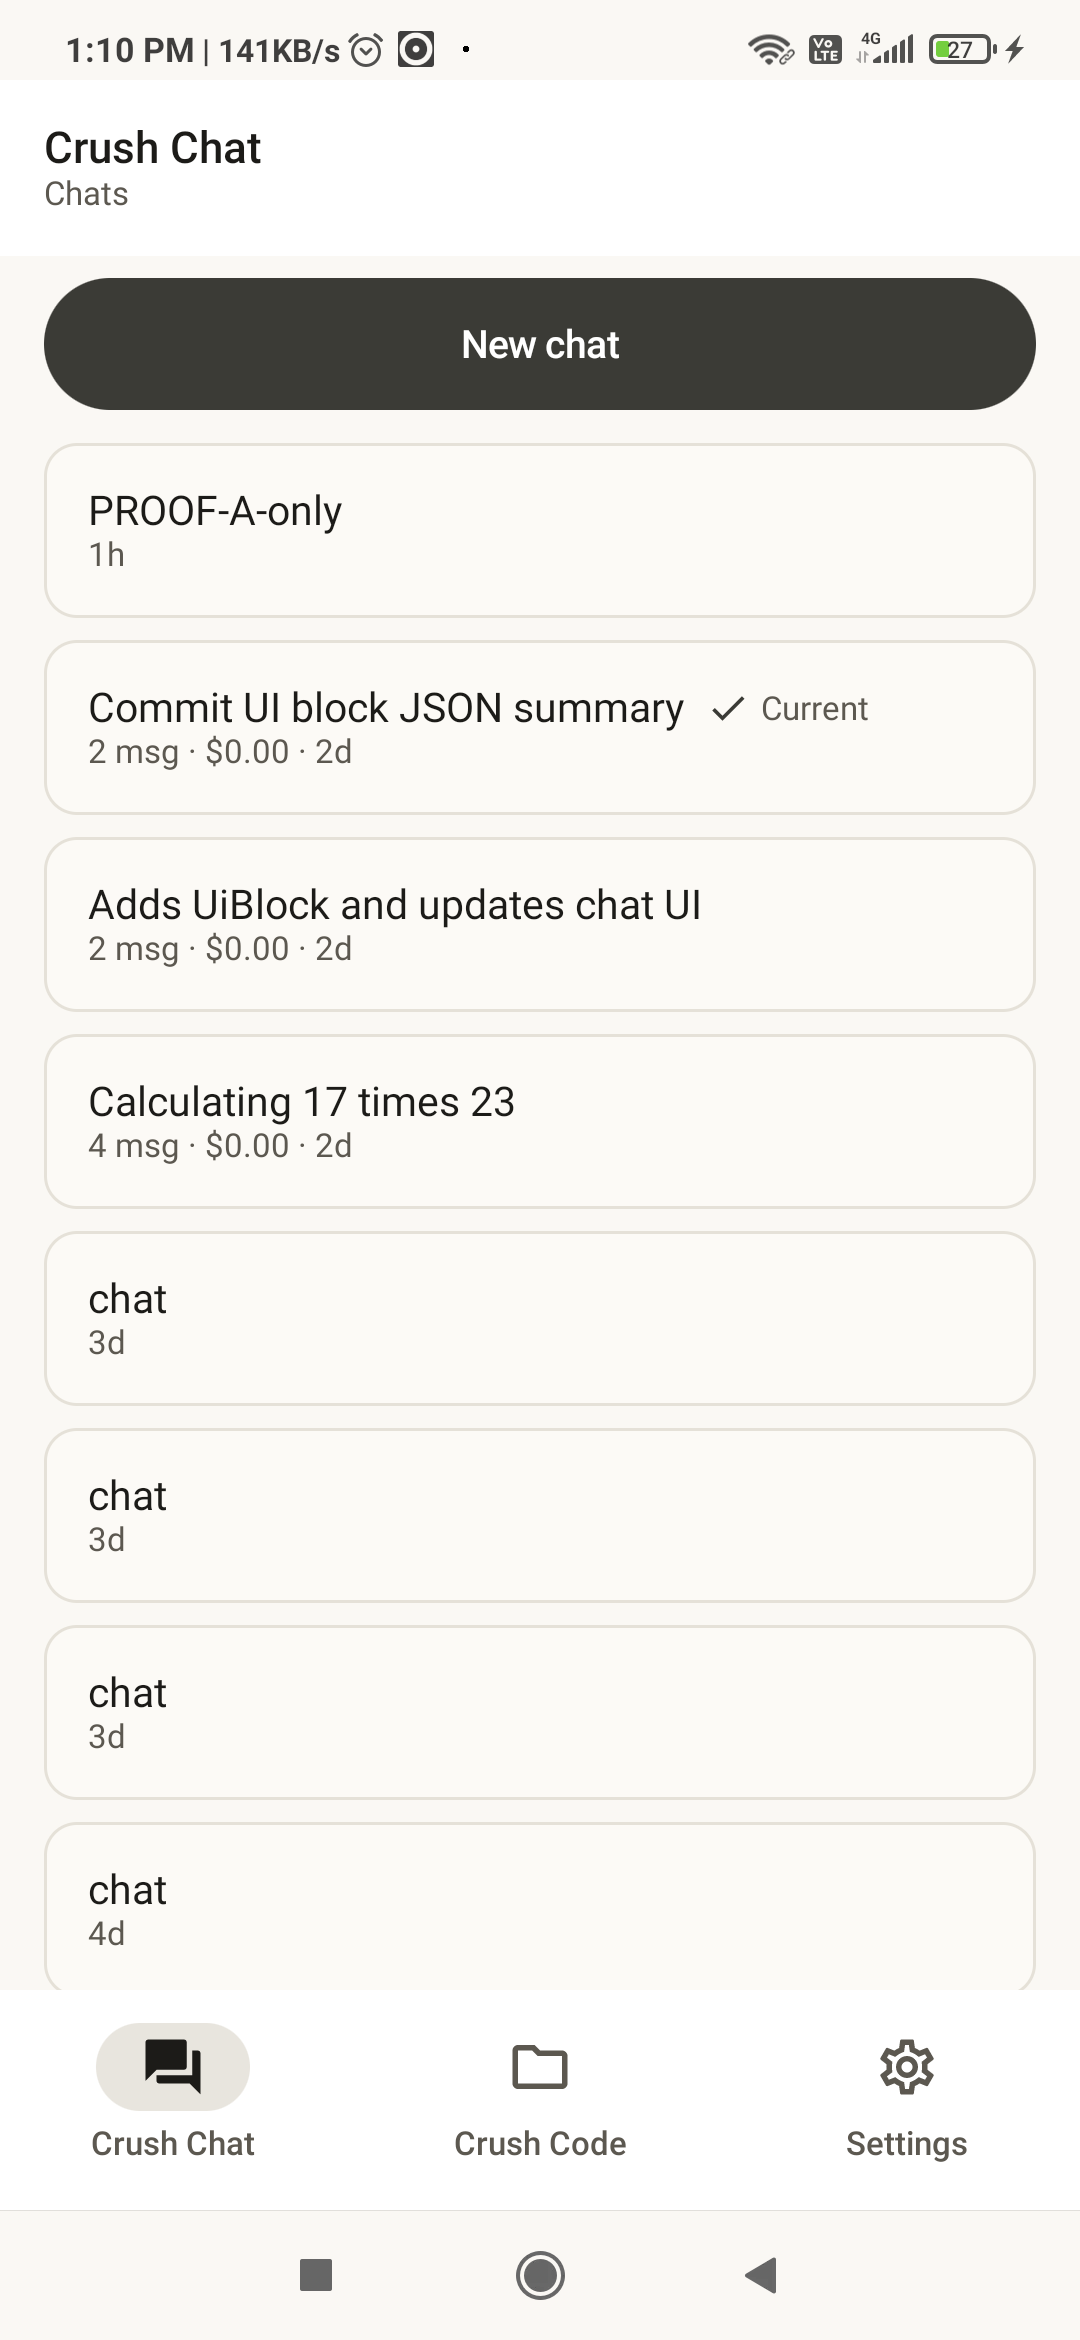 1:10 PM | 141KB/s
Vo LTE 4G 27
Crush Chat
Chats
New chat
PROOF-A-only
1h
Commit UI block JSON summary Current
2 msg · $0.00 · 2d
Adds UiBlock and updates chat UI
2 msg · $0.00 · 2d
Calculating 17 times 23
4 msg · $0.00 · 2d
chat
3d
chat
3d
chat
3d
chat
4d
Crush Chat Crush Code Settings